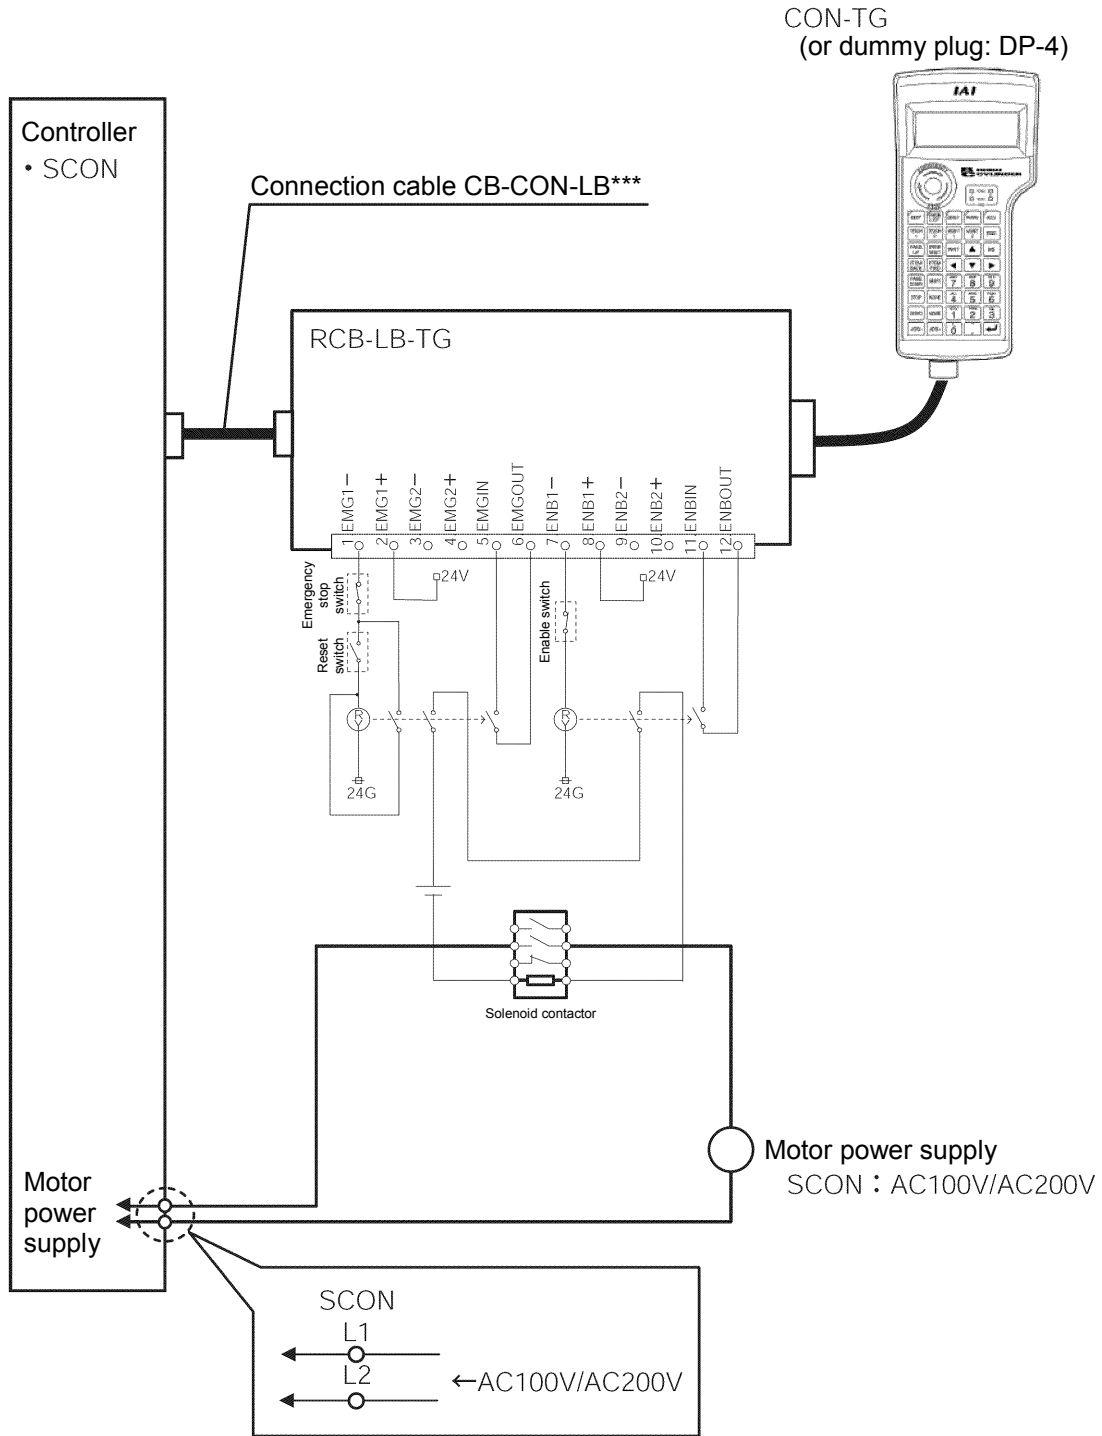 CON-TG
(or dummy plug: DP-4)
IAI
Controller
・SCON
Connection cable CB-CON-LB***
RCB-LB-TG
1 EMG1−
2 EMG1+
3 EMG2−
4 EMG2+
5 EMGIN
6 EMGOUT
7 ENB1−
8 ENB1+
9 ENB2−
10 ENB2+
11 ENBIN
12 ENBOUT
24V
24V
Emergency
stop
switch
Reset
switch
Enable switch
RY
RY
24G
24G
Solenoid contactor
Motor power supply
SCON：AC100V/AC200V
Motor
power
supply
SCON
L1
L2
←AC100V/AC200V